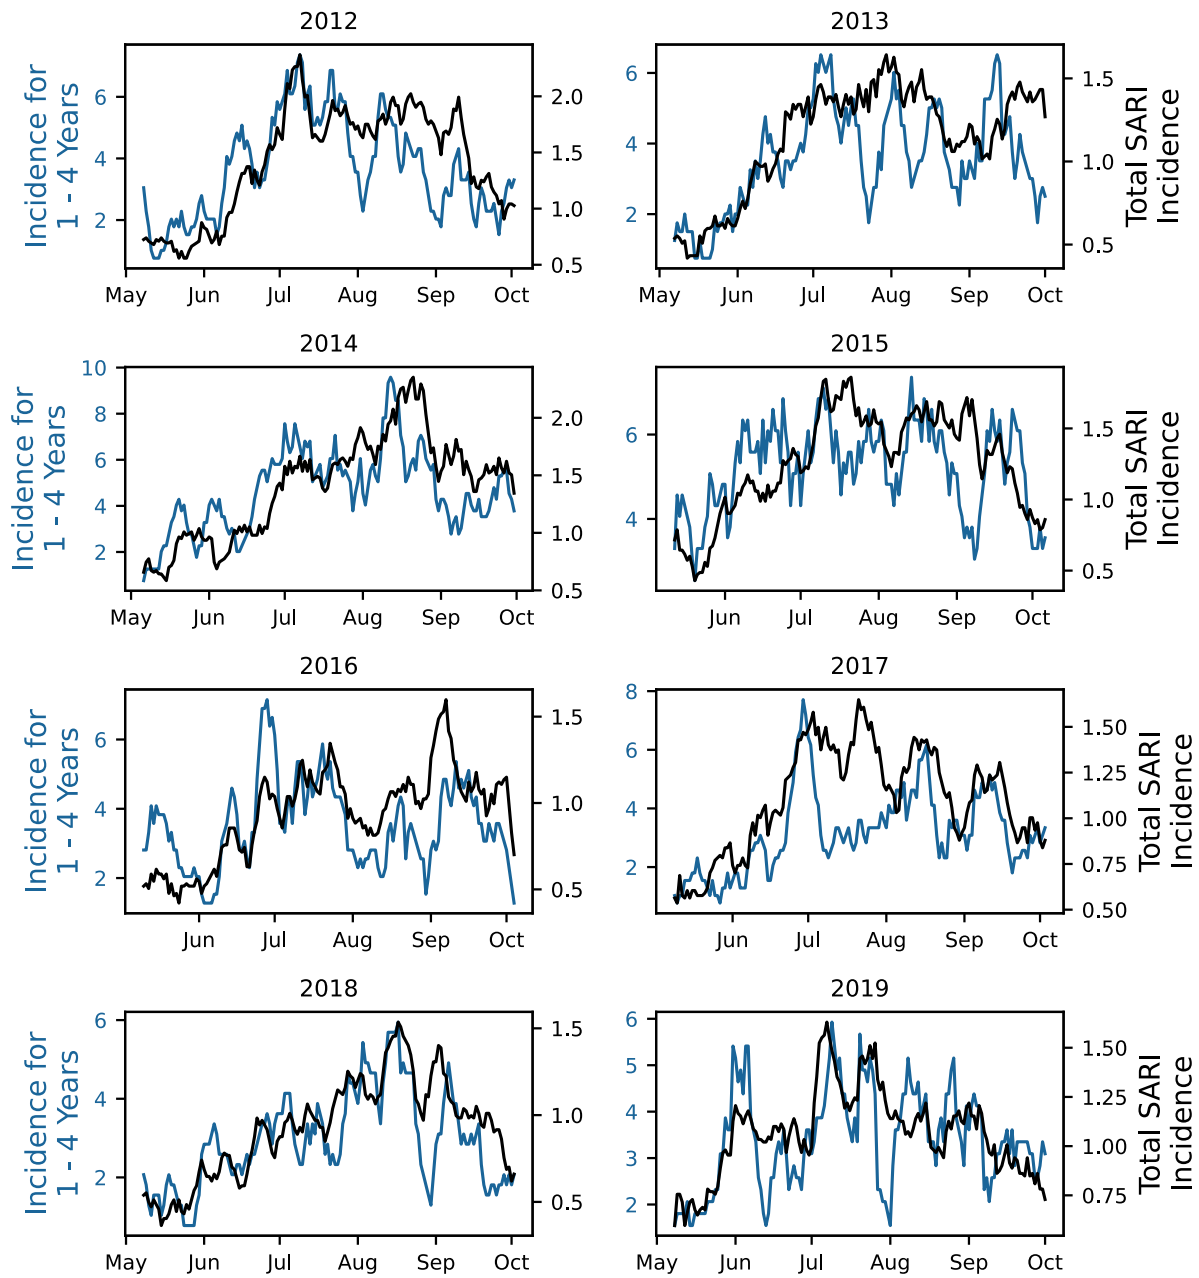 2012
Incidence for
1 - 4 Years
6
4
2
2.0
1.5
1.0
0.5
May Jun Jul Aug Sep Oct
2013
6
4
2
1.5
1.0
0.5
Total SARI
Incidence
May Jun Jul Aug Sep Oct
2014
Incidence for
1 - 4 Years
10
8
6
4
2
2.0
1.5
1.0
0.5
May Jun Jul Aug Sep Oct
2015
6
4
1.5
1.0
0.5
Total SARI
Incidence
Jun Jul Aug Sep Oct
2016
Incidence for
1 - 4 Years
6
4
2
1.5
1.0
0.5
Jun Jul Aug Sep Oct
2017
8
6
4
2
1.50
1.25
1.00
0.75
0.50
Total SARI
Incidence
Jun Jul Aug Sep Oct
2018
Incidence for
1 - 4 Years
6
4
2
1.5
1.0
0.5
May Jun Jul Aug Sep Oct
2019
6
5
4
3
2
1.50
1.25
1.00
0.75
Total SARI
Incidence
May Jun Jul Aug Sep Oct